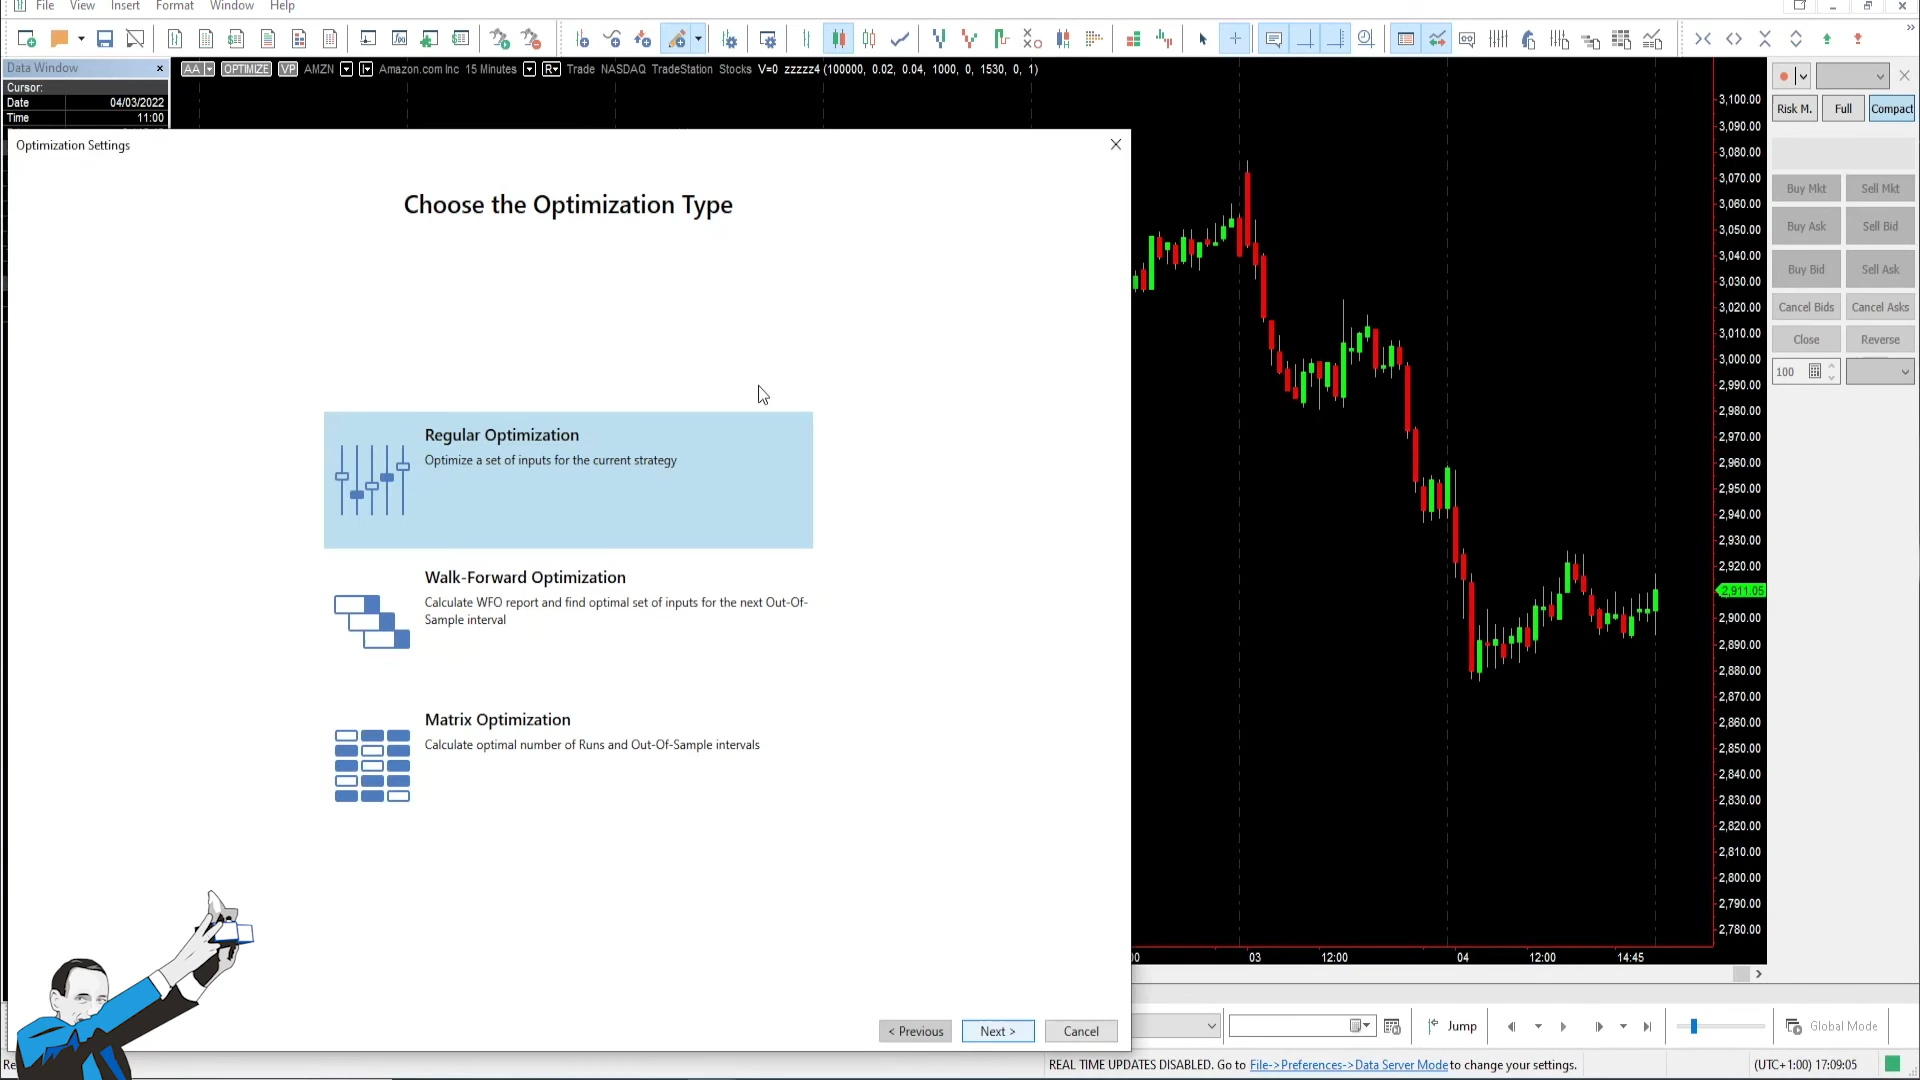 File View Insert Format Window Help
Data Window
AA OPTIMIZE VP AMZN Amazon.com Inc 15 Minutes R Trade NASDAQ TradeStation Stocks V=0 zzzzz4 (100000, 0.02, 0.04, 1000, 0, 1530, 0, 1)
Cursor:
Date 04/03/2022
Time 11:00
Optimization Settings
Choose the Optimization Type
Regular Optimization
Optimize a set of inputs for the current strategy
Walk-Forward Optimization
Calculate WFO report and find optimal set of inputs for the next Out-Of-
Sample interval
Matrix Optimization
Calculate optimal number of Runs and Out-Of-Sample intervals
< Previous Next > Cancel
3,100.00
3,090.00
3,080.00
3,070.00
3,060.00
3,050.00
3,040.00
3,030.00
3,020.00
3,010.00
3,000.00
2,990.00
2,980.00
2,970.00
2,960.00
2,950.00
2,940.00
2,930.00
2,920.00
2,911.05
2,900.00
2,890.00
2,880.00
2,870.00
2,860.00
2,850.00
2,840.00
2,830.00
2,820.00
2,810.00
2,800.00
2,790.00
2,780.00
03 12:00 04 12:00 14:45
Risk M. Full Compact
Buy Mkt Sell Mkt
Buy Ask Sell Bid
Buy Bid Sell Ask
Cancel Bids Cancel Asks
Close Reverse
100
Jump
Global Mode
REAL TIME UPDATES DISABLED. Go to File->Preferences->Data Server Mode to change your settings.
(UTC+1:00) 17:09:05